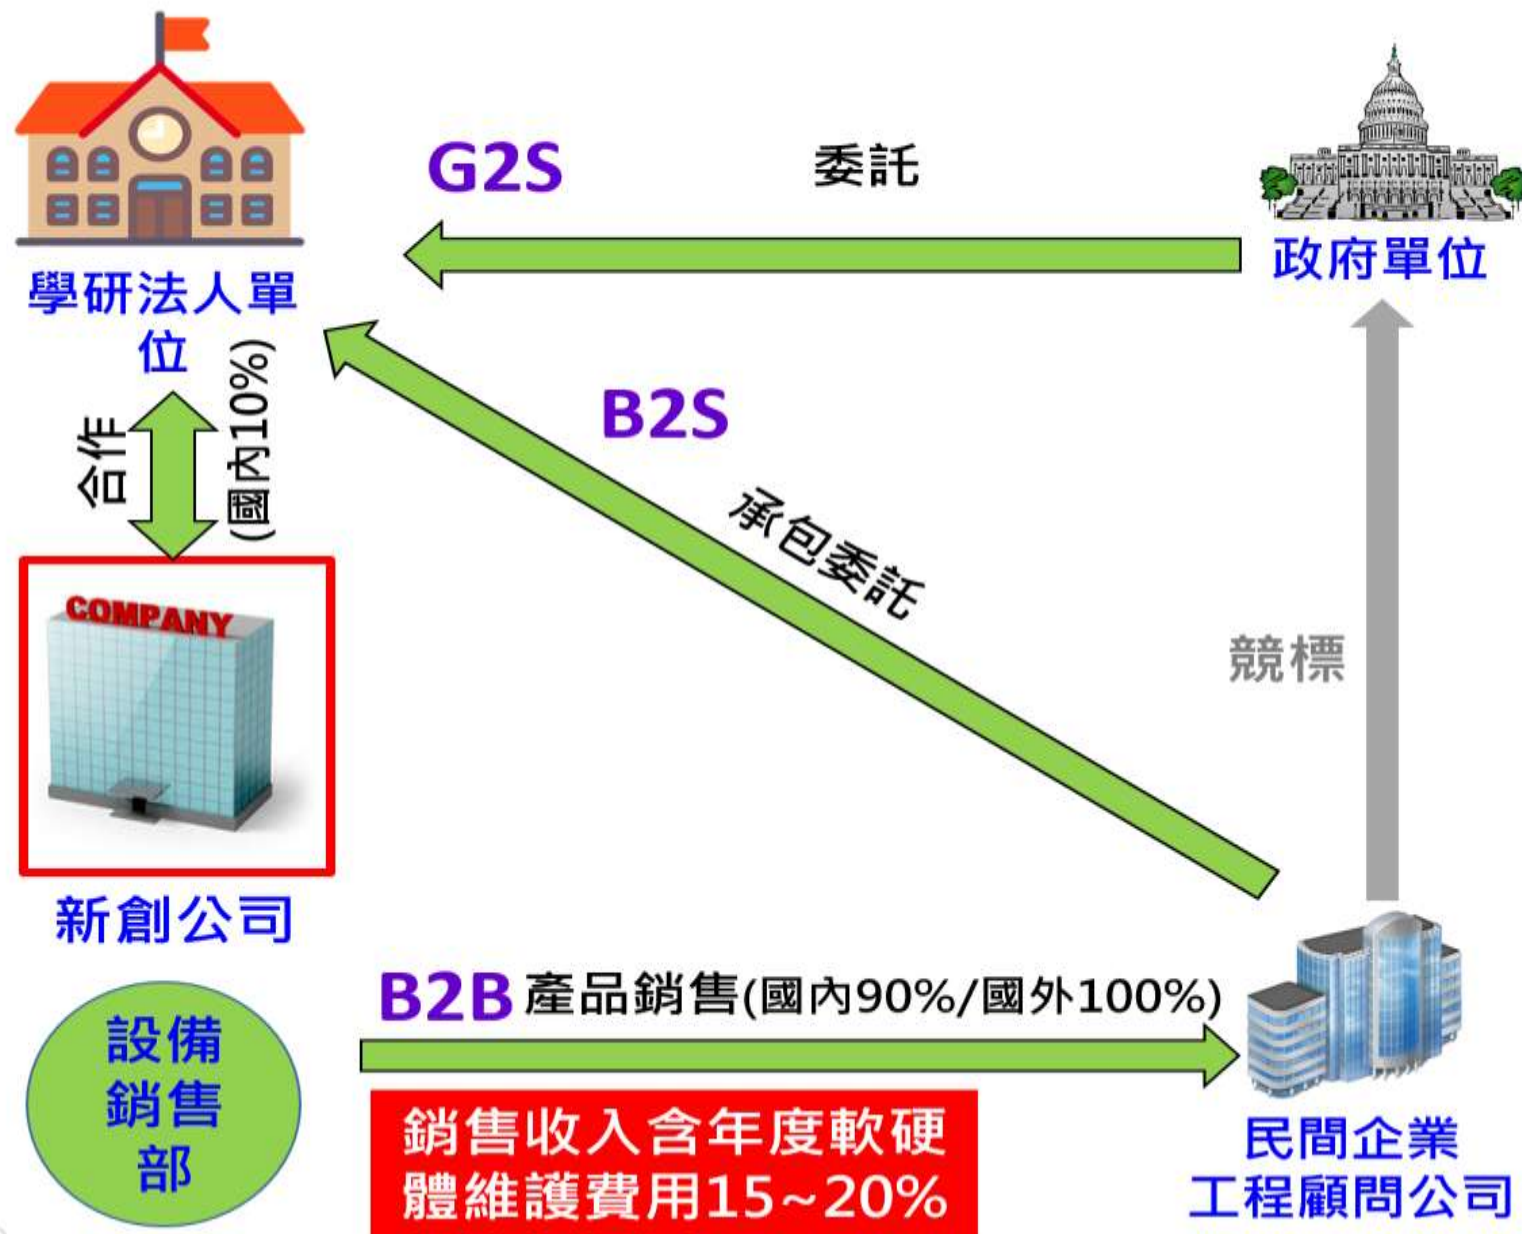 G2S
委託
政府單位
學研法人單
位
合作
(國內10%)
B2S
承包委託
競標
COMPANY
新創公司
B2B 產品銷售(國內90%/國外100%)
設備
銷售
部
銷售收入含年度軟硬
體維護費用15~20%
民間企業
工程顧問公司